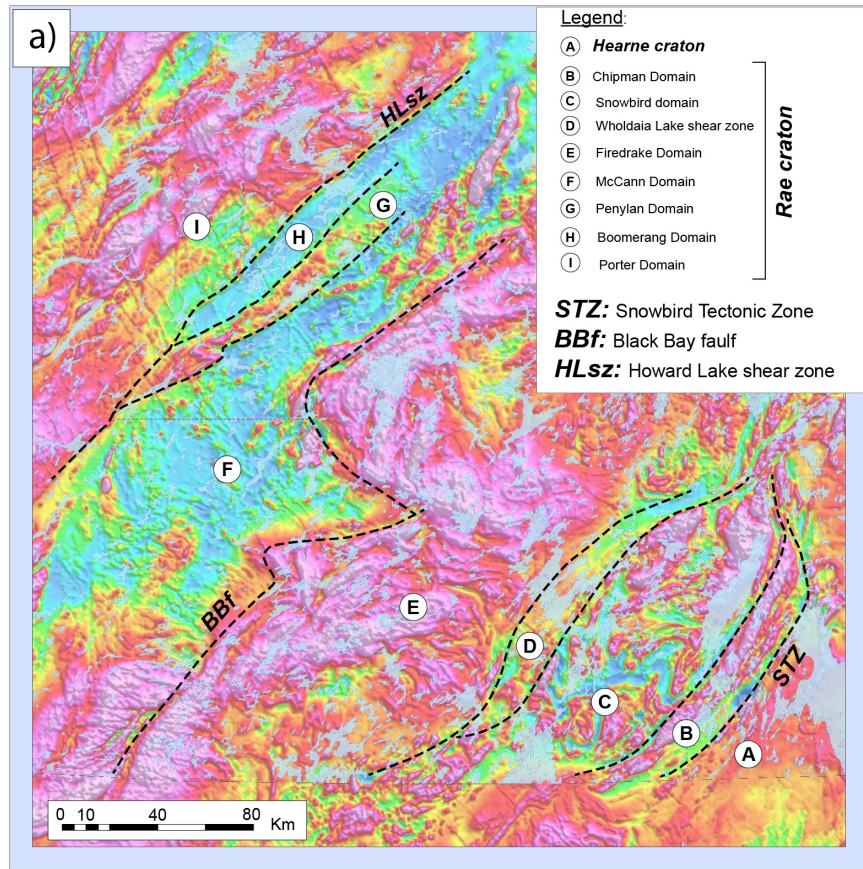 a)
Legend:
A Hearne craton
B Chipman Domain
C Snowbird domain
D Wholdaia Lake shear zone
E Firedrake Domain
F McCann Domain
G Penylan Domain
H Boomerang Domain
I Porter Domain
Rae craton
STZ: Snowbird Tectonic Zone
BBf: Black Bay faulf
HLsz: Howard Lake shear zone
HLsz
G
I
H
F
BBf
E
D
STZ
C
B
A
0 10 40 80
Km